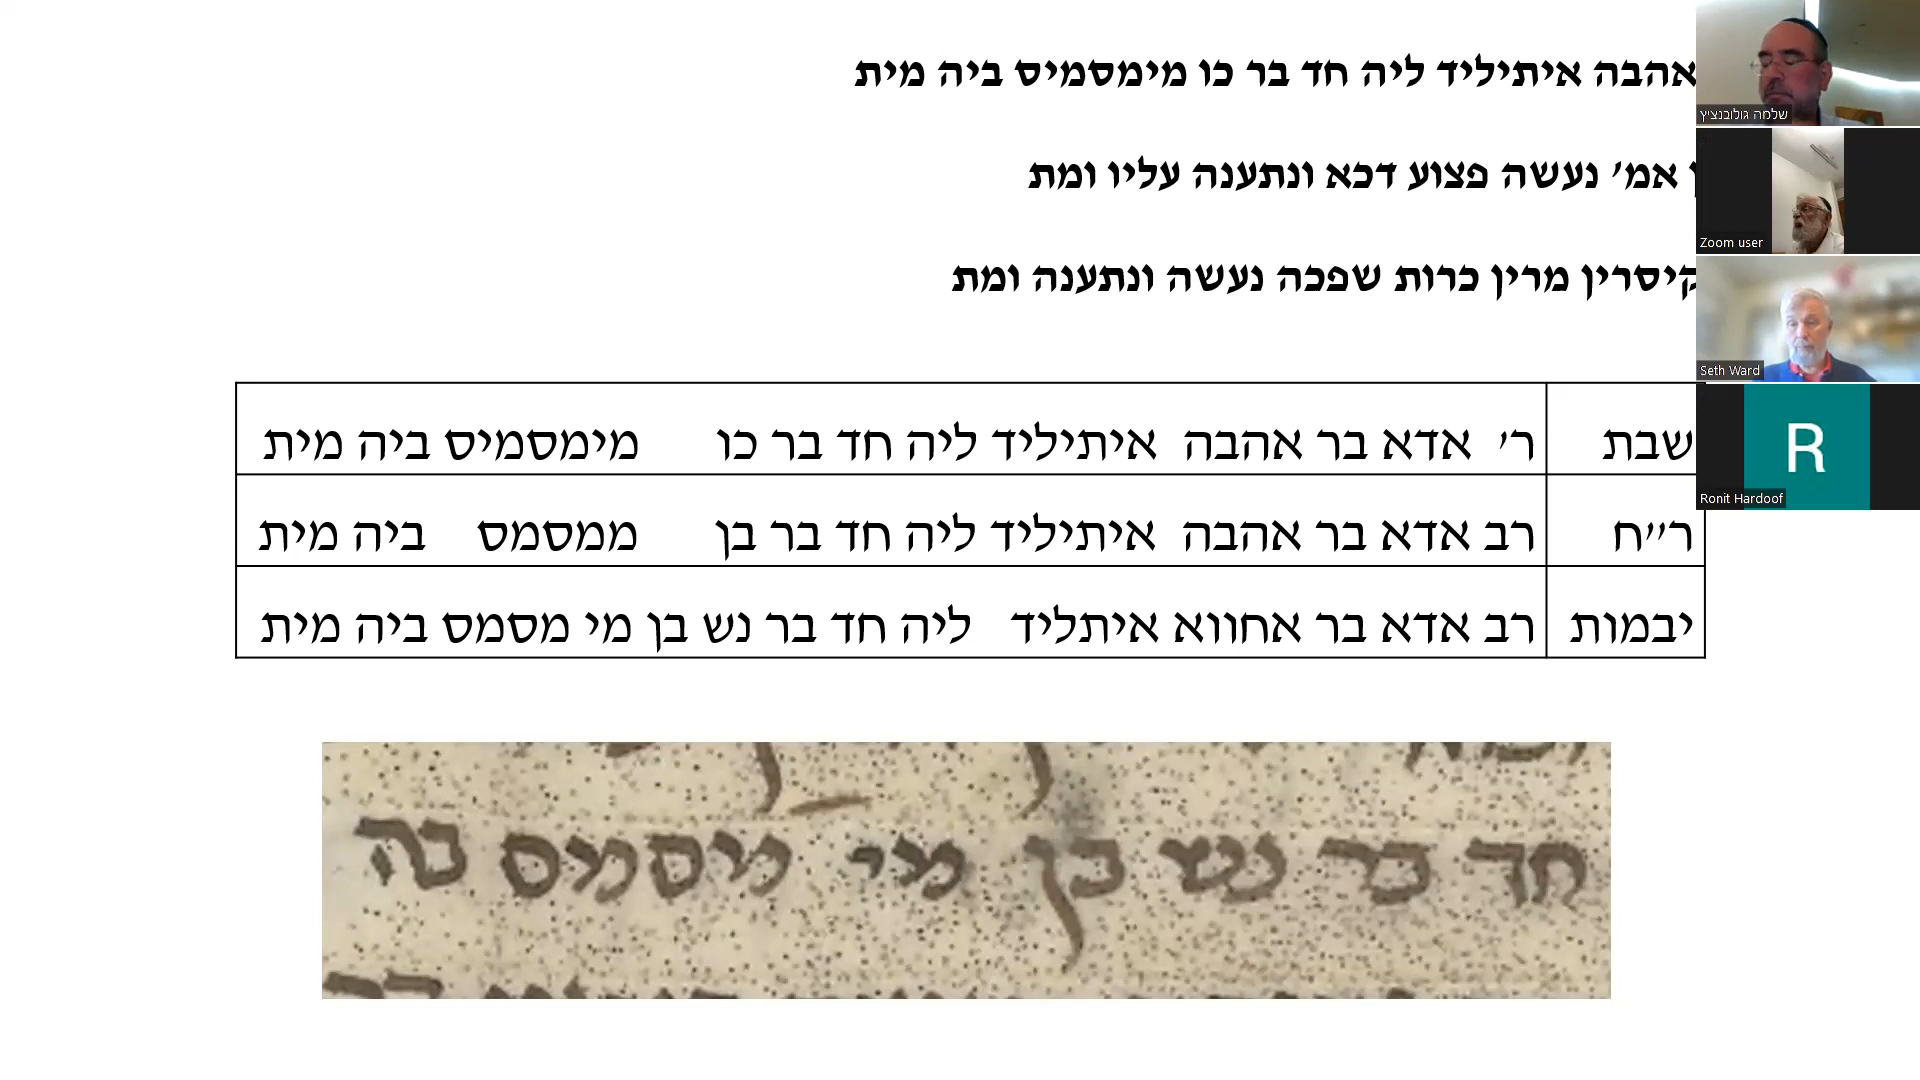 אהבה איתיליד ליה חד בר כו מימסמיס ביה מית
אמ׳ נעשה פצוע דכא ונתענה עליו ומת
קיסרין מרין כרות שפכה נעשה ונתענה ומת
שבת ר׳ אדא בר אהבה איתיליד ליה חד בר כו מימסמיס ביה מית
ר״ח רב אדא בר אהבה איתיליד ליה חד בר בן ממסמס ביה מית
יבמות רב אדא בר אחווא איתליד ליה חד בר נש בן מי מסמס ביה מית
חד בר נש בן מי מיסמיס בה
שלמה גולובנציץ
Zoom user
Seth Ward
R
Ronit Hardoof